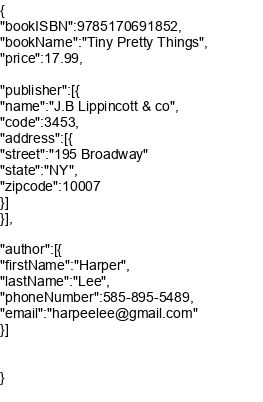 {
"bookISBN":9785170691852,
"bookName":"Tiny Pretty Things",
"price":17.99,
"publisher":[{
"name":"J.B Lippincott & co",
"code":3453,
"address":[{
"street":"195 Broadway"
"state":"NY",
"zipcode":10007
}]
}],
"author":[{
"firstName":"Harper",
"lastName":"Lee",
"phoneNumber":585-895-5489,
"email":"harpeelee@gmail.com"
}]
}